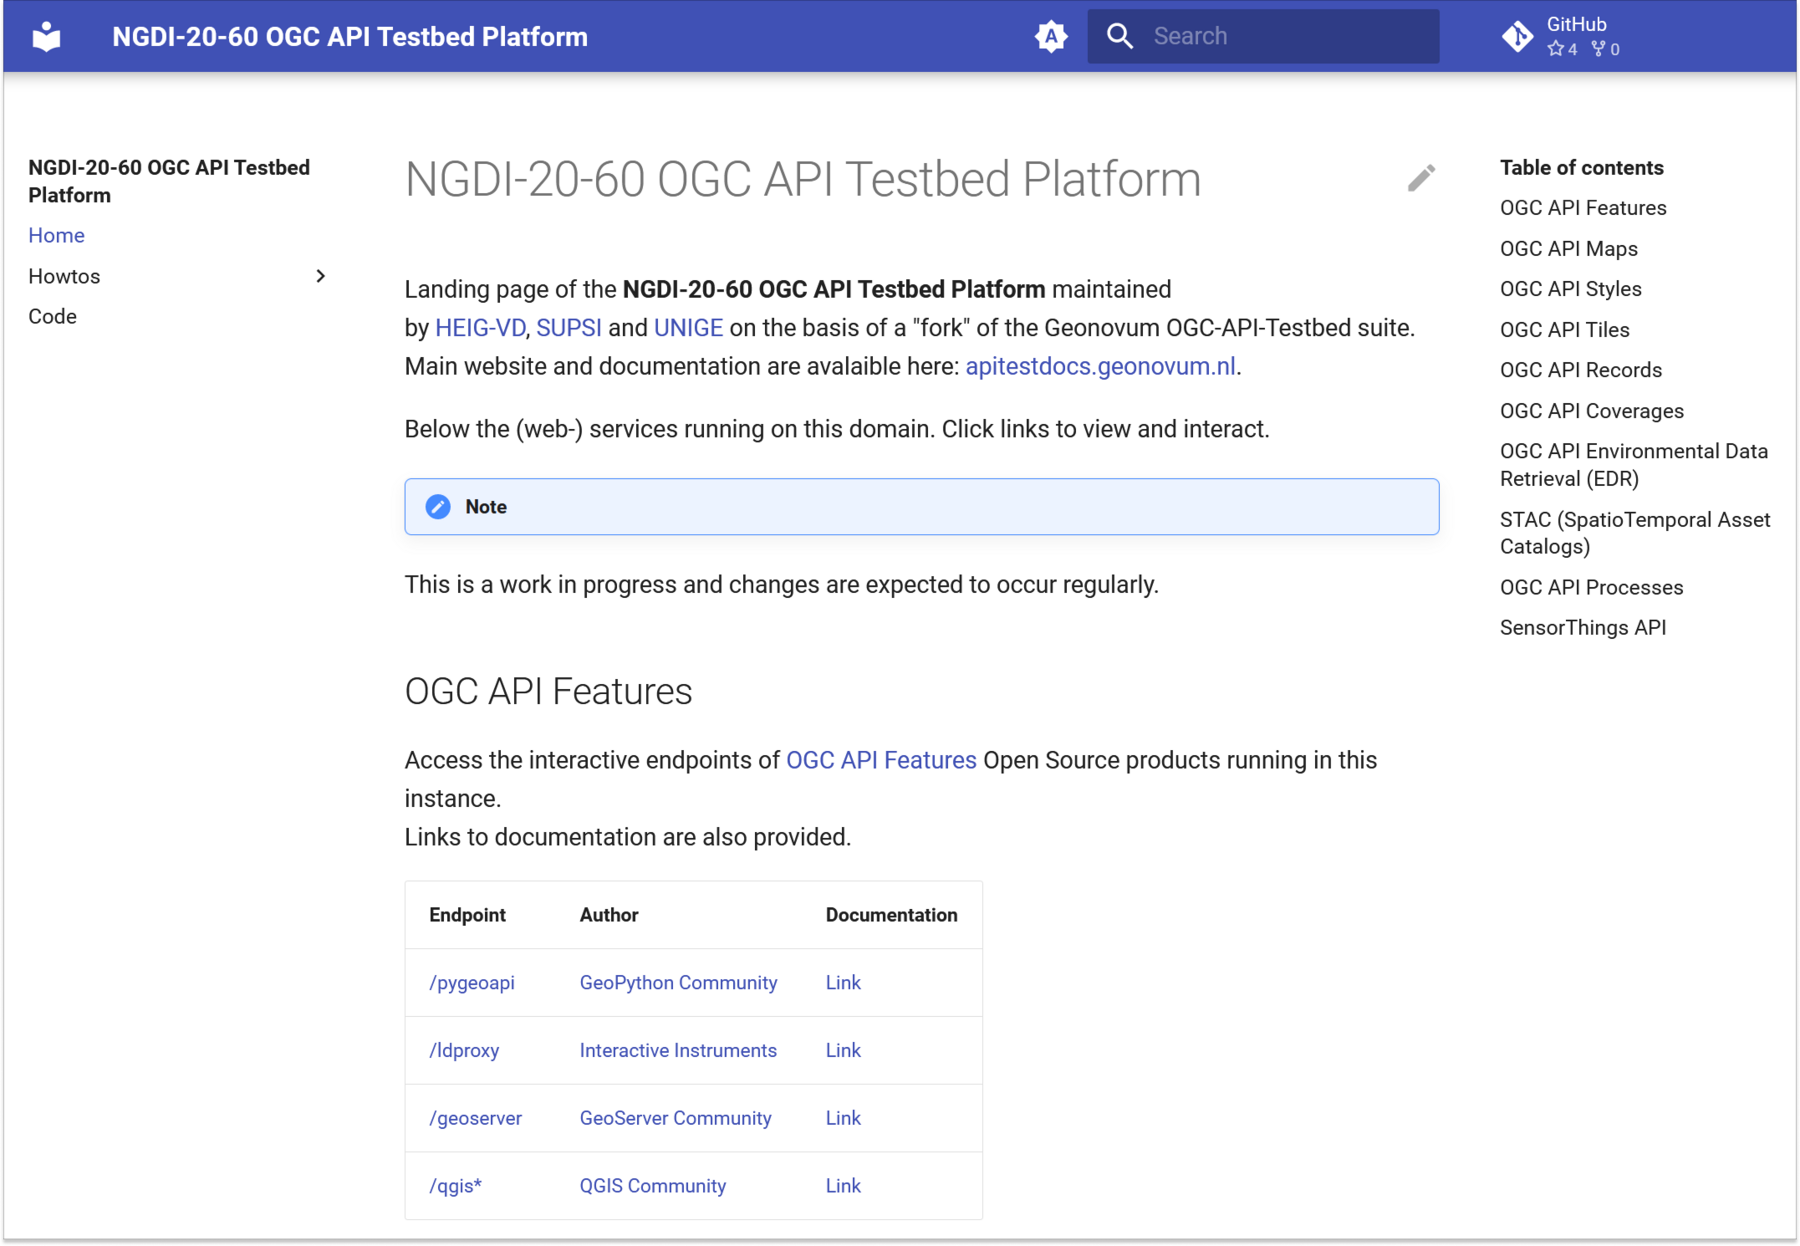 NGDI-20-60 OGC API Testbed Platform
A
Search
GitHub
4 0
NGDI-20-60 OGC API Testbed
Platform
Home
Howtos
Code
NGDI-20-60 OGC API Testbed Platform
Landing page of the NGDI-20-60 OGC API Testbed Platform maintained
by HEIG-VD, SUPSI and UNIGE on the basis of a "fork" of the Geonovum OGC-API-Testbed suite.
Main website and documentation are avalaible here: apitestdocs.geonovum.nl.
Below the (web-) services running on this domain. Click links to view and interact.
Note
This is a work in progress and changes are expected to occur regularly.
OGC API Features
Access the interactive endpoints of OGC API Features Open Source products running in this
instance.
Links to documentation are also provided.
Endpoint Author Documentation
/pygeoapi GeoPython Community Link
/ldproxy Interactive Instruments Link
/geoserver GeoServer Community Link
/qgis* QGIS Community Link
Table of contents
OGC API Features
OGC API Maps
OGC API Styles
OGC API Tiles
OGC API Records
OGC API Coverages
OGC API Environmental Data
Retrieval (EDR)
STAC (SpatioTemporal Asset
Catalogs)
OGC API Processes
SensorThings API